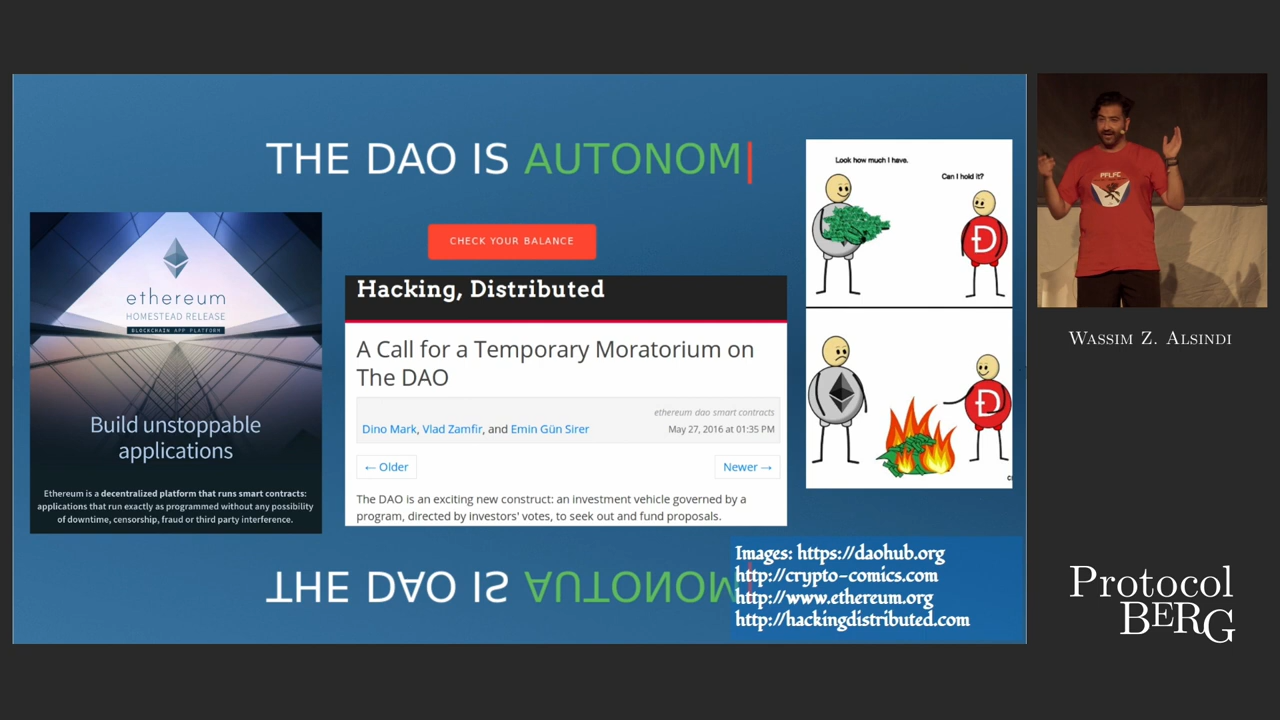 THE DAO IS AUTONOM|
CHECK YOUR BALANCE
ethereum
HOMESTEAD RELEASE
BLOCKCHAIN APP PLATFORM
Build unstoppable
applications
Ethereum is a decentralized platform that runs smart contracts:
applications that run exactly as programmed without any possibility
of downtime, censorship, fraud or third party interference.
Hacking, Distributed
A Call for a Temporary Moratorium on
The DAO
ethereum dao smart contracts
Dino Mark, Vlad Zamfir, and Emin Gün Sirer
May 27, 2016 at 01:35 PM
← Older
Newer →
The DAO is an exciting new construct: an investment vehicle governed by a
program, directed by investors' votes, to seek out and fund proposals.
Look how much I have.
Can I hold it?
Đ
Đ
THE DAO IS AUTONOM
Images: https://daohub.org
http://crypto-comics.com
http://www.ethereum.org
http://hackingdistributed.com
PFLFC
WASSIM Z. ALSINDI
Protocol
BERG